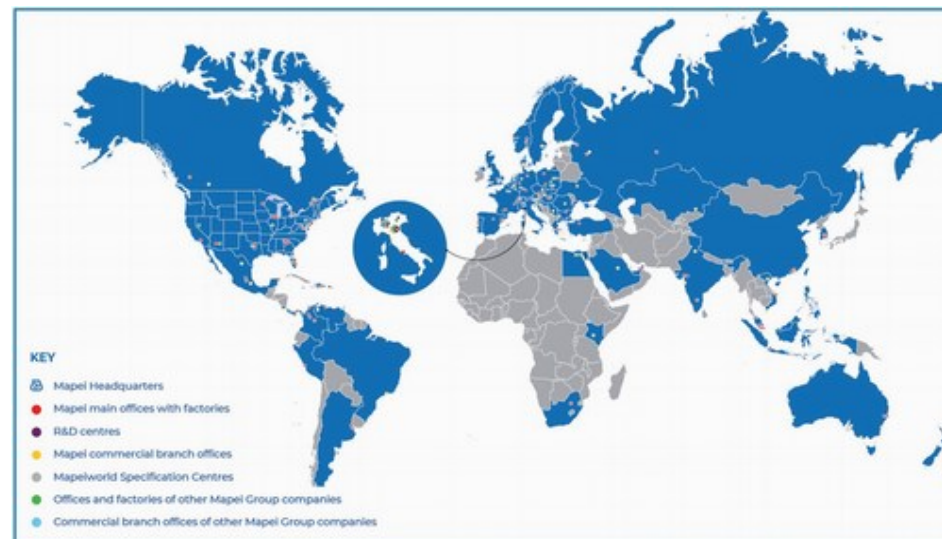 KEY
Mapei Headquarters
Mapei main offices with factories
R&D centres
Mapei commercial branch offices
Mapeiworld Specification Centres
Offices and factories of other Mapei Group companies
Commercial branch offices of other Mapei Group companies